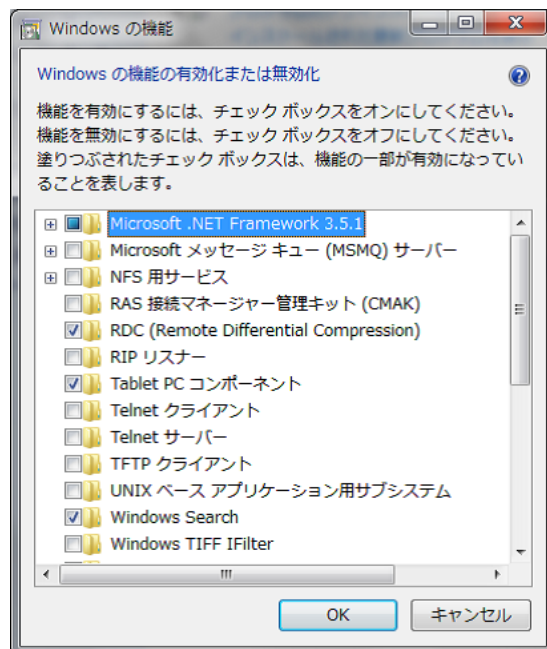 Windows の機能
Windows の機能の有効化または無効化
機能を有効にするには、チェック ボックスをオンにしてください。
機能を無効にするには、チェック ボックスをオフにしてください。
塗りつぶされたチェック ボックスは、機能の一部が有効になってい
ることを表します。
Microsoft .NET Framework 3.5.1
Microsoft メッセージ キュー (MSMQ) サーバー
NFS 用サービス
RAS 接続マネージャー管理キット (CMAK)
RDC (Remote Differential Compression)
RIP リスナー
Tablet PC コンポーネント
Telnet クライアント
Telnet サーバー
TFTP クライアント
UNIX ベース アプリケーション用サブシステム
Windows Search
Windows TIFF IFilter
OK
キャンセル